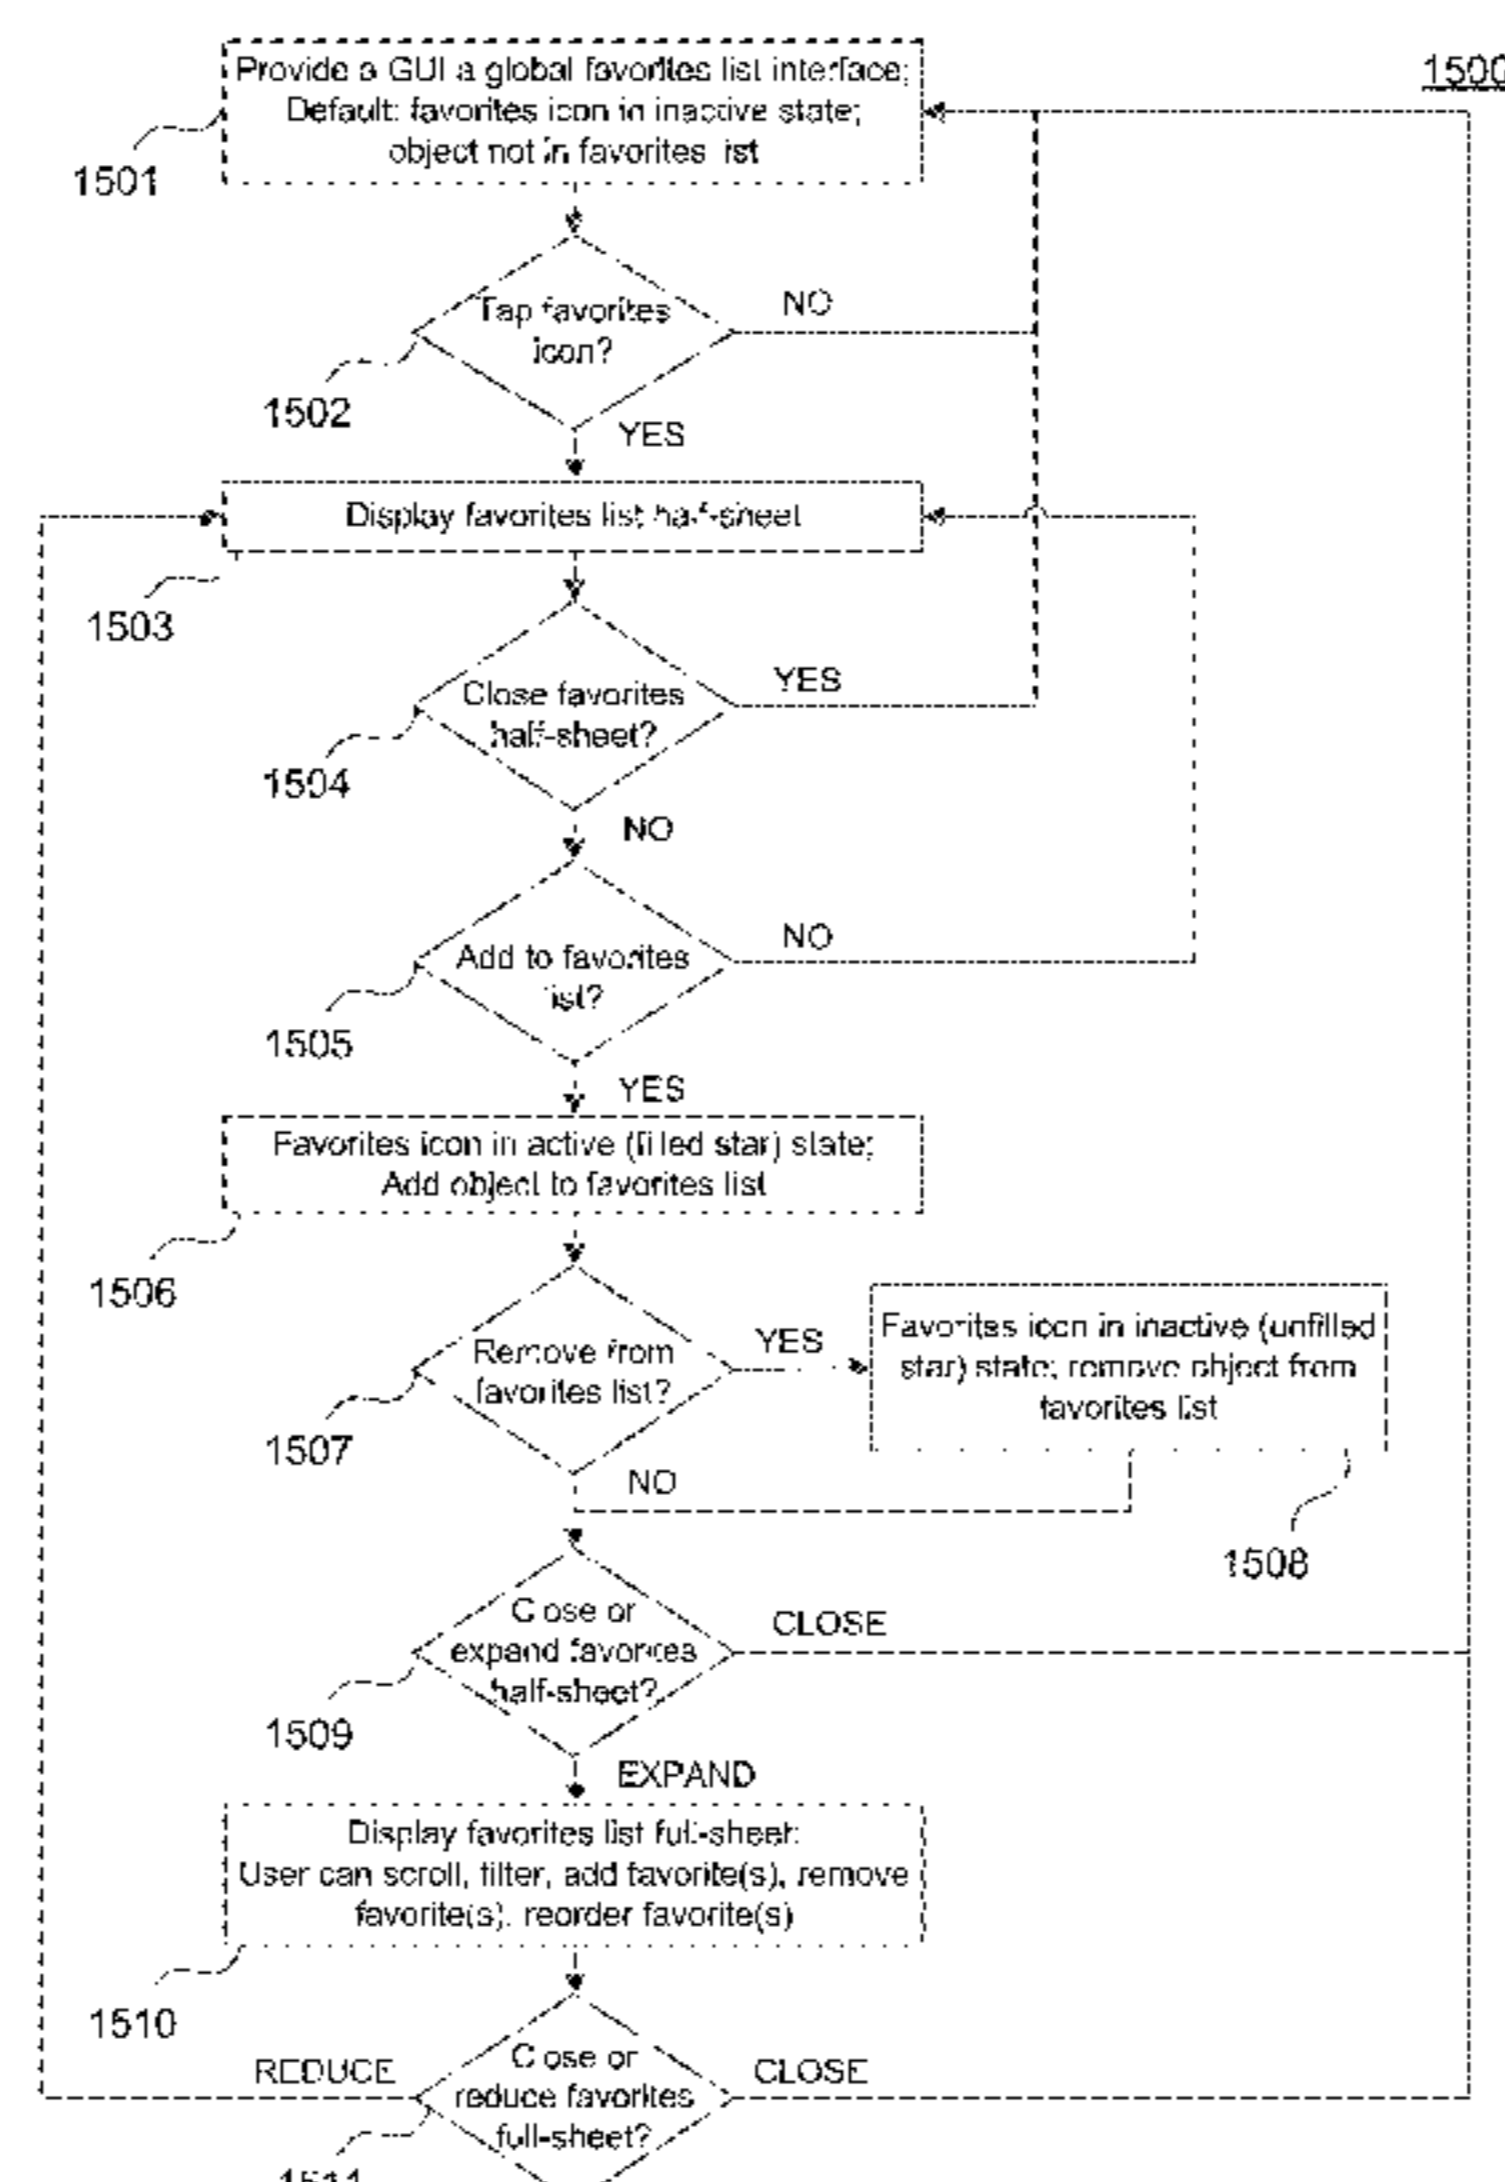 1500
Provide a GUI a global favorites list interface;
Default: favorites icon in inactive state;
object not in favorites list
1501
Tap favorites
icon?
NO
1502
YES
Display favorites list half-sheet
1503
Close favorites
half-sheet?
YES
1504
NO
Add to favorites
list?
NO
1505
YES
Favorites icon in active (filled star) state;
Add object to favorites list
1506
Remove from
favorites list?
YES
Favorites icon in inactive (unfilled
star) state; remove object from
favorites list
1507
NO
1508
Close or
expand favorites
half-sheet?
CLOSE
1509
EXPAND
Display favorites list full-sheet:
User can scroll, filter, add favorite(s), remove
favorite(s), reorder favorite(s)
1510
REDUCE
Close or
reduce favorites
full-sheet?
CLOSE
1511